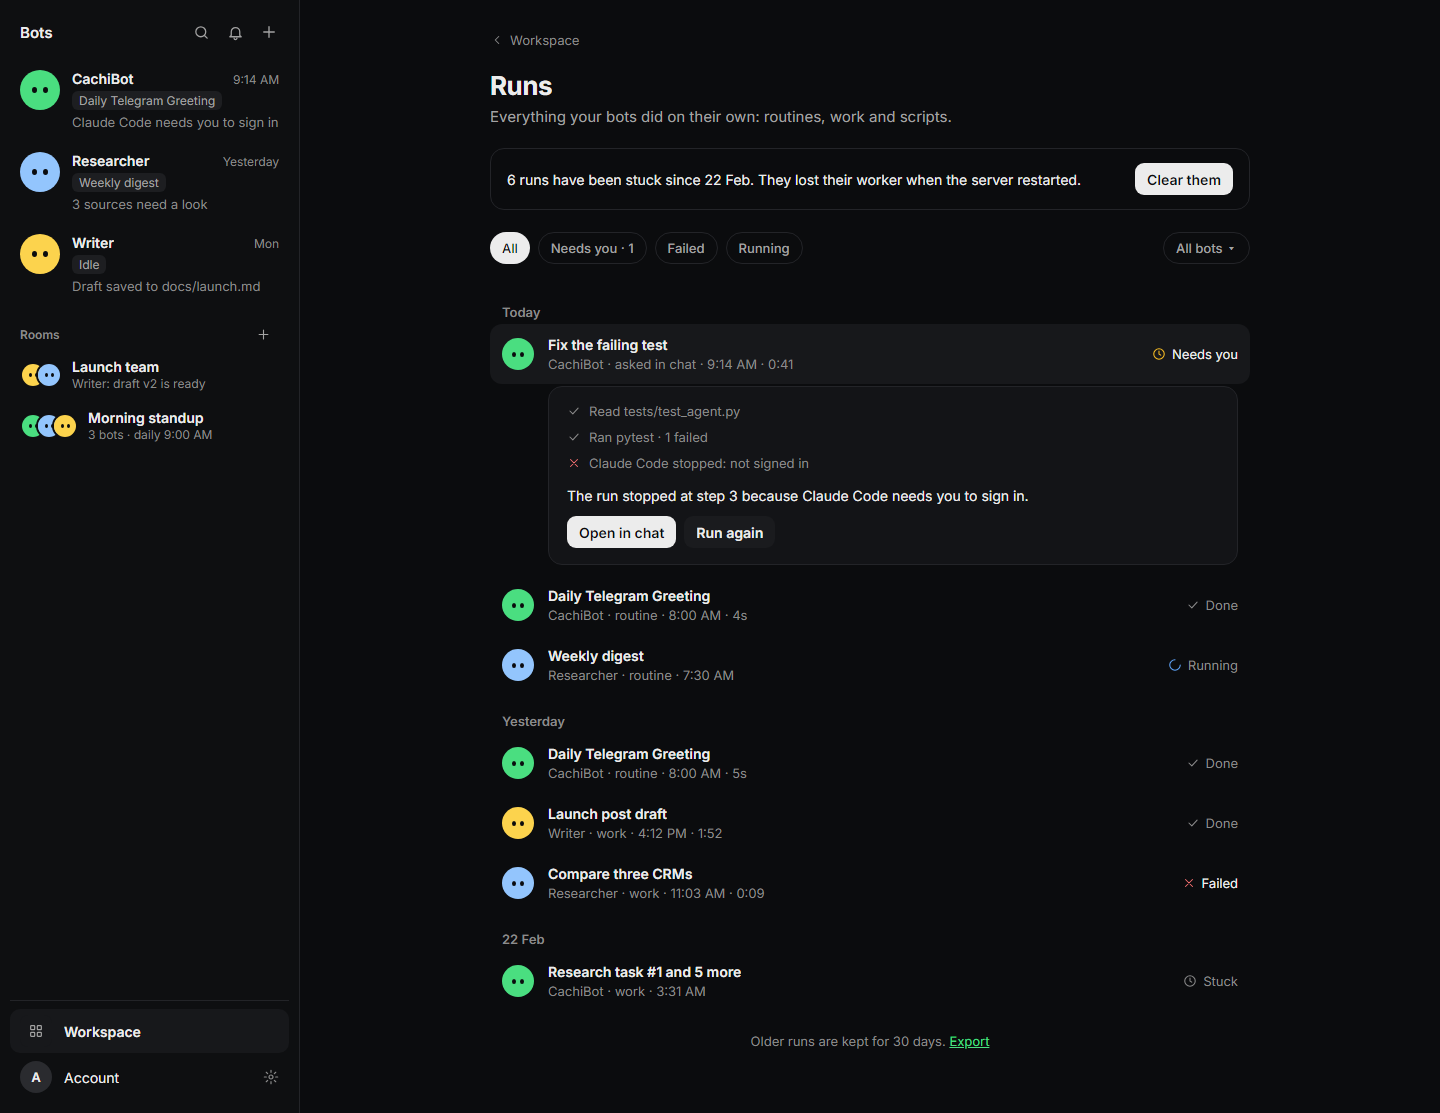 Bots
CachiBot
9:14 AM
Daily Telegram Greeting
Claude Code needs you to sign in
Researcher
Yesterday
Weekly digest
3 sources need a look
Writer
Mon
Idle
Draft saved to docs/launch.md
Rooms
Launch team
Writer: draft v2 is ready
Morning standup
3 bots · daily 9:00 AM
Workspace
A
Account
Workspace
Runs
Everything your bots did on their own: routines, work and scripts.
6 runs have been stuck since 22 Feb. They lost their worker when the server restarted.
Clear them
All
Needs you · 1
Failed
Running
All bots
Today
Fix the failing test
CachiBot · asked in chat · 9:14 AM · 0:41
Needs you
Read tests/test_agent.py
Ran pytest · 1 failed
Claude Code stopped: not signed in
The run stopped at step 3 because Claude Code needs you to sign in.
Open in chat
Run again
Daily Telegram Greeting
CachiBot · routine · 8:00 AM · 4s
Done
Weekly digest
Researcher · routine · 7:30 AM
Running
Yesterday
Daily Telegram Greeting
CachiBot · routine · 8:00 AM · 5s
Done
Launch post draft
Writer · work · 4:12 PM · 1:52
Done
Compare three CRMs
Researcher · work · 11:03 AM · 0:09
Failed
22 Feb
Research task #1 and 5 more
CachiBot · work · 3:31 AM
Stuck
Older runs are kept for 30 days. Export